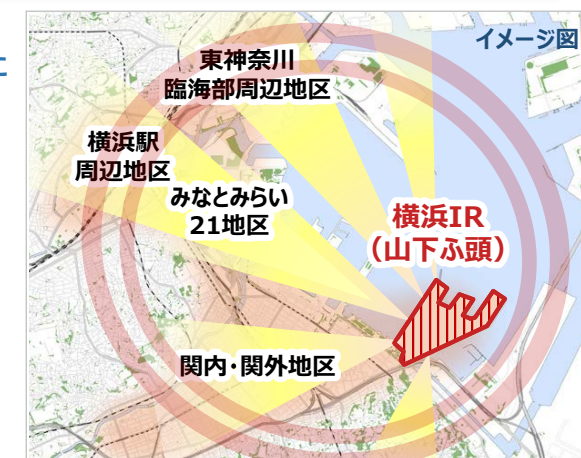 イメージ図
に
東神奈川
臨海部周辺地区
横浜駅
周辺地区
みなとみらい
21地区
横浜IR
（山下ふ頭）
関内・関外地区